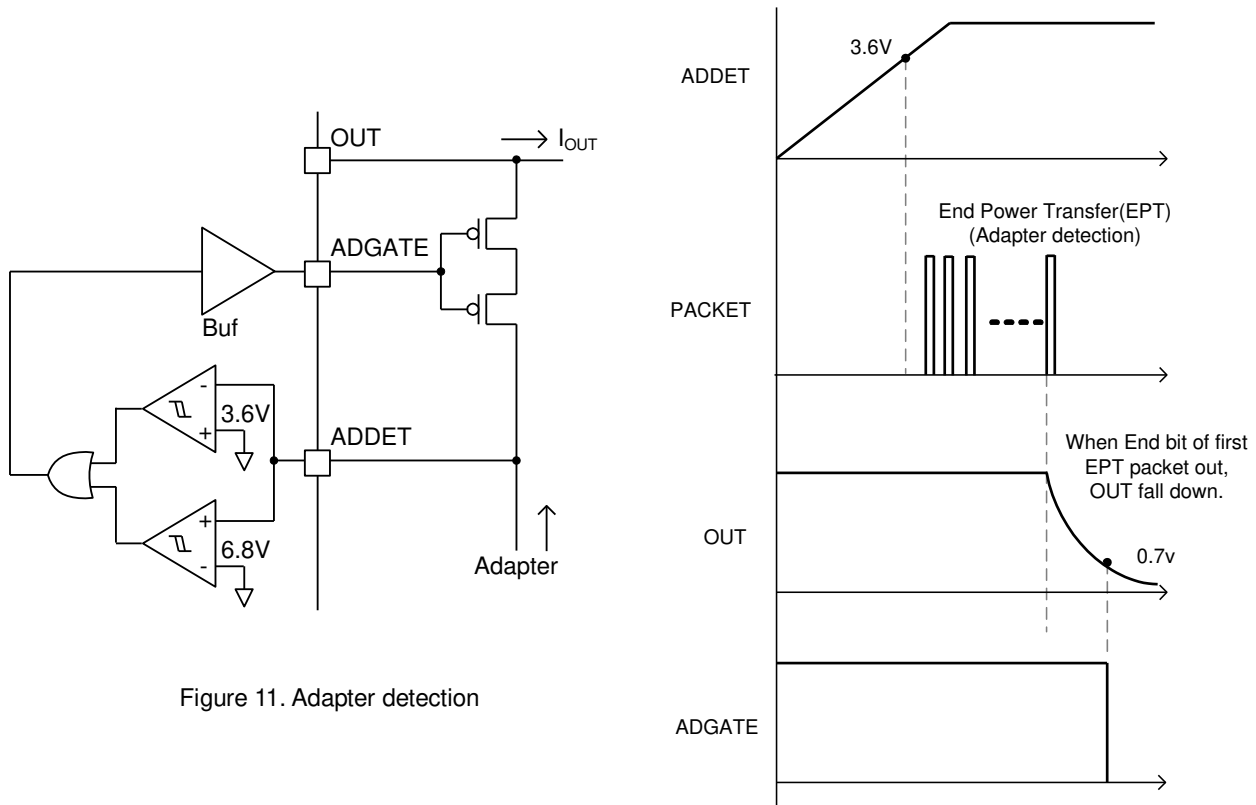 OUT
IOUT
ADGATE
Buf
-
3.6V
+
ADDET
+
6.8V
-
Adapter
Figure 11. Adapter detection
3.6V
ADDET
End Power Transfer(EPT)
(Adapter detection)
PACKET
When End bit of first
EPT packet out,
OUT fall down.
OUT
0.7v
ADGATE